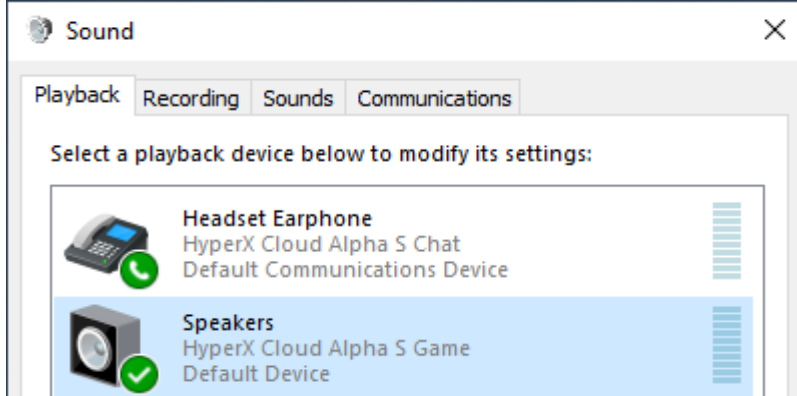 Sound
Playback Recording Sounds Communications
Select a playback device below to modify its settings:
Headset Earphone
HyperX Cloud Alpha S Chat
Default Communications Device
Speakers
HyperX Cloud Alpha S Game
Default Device